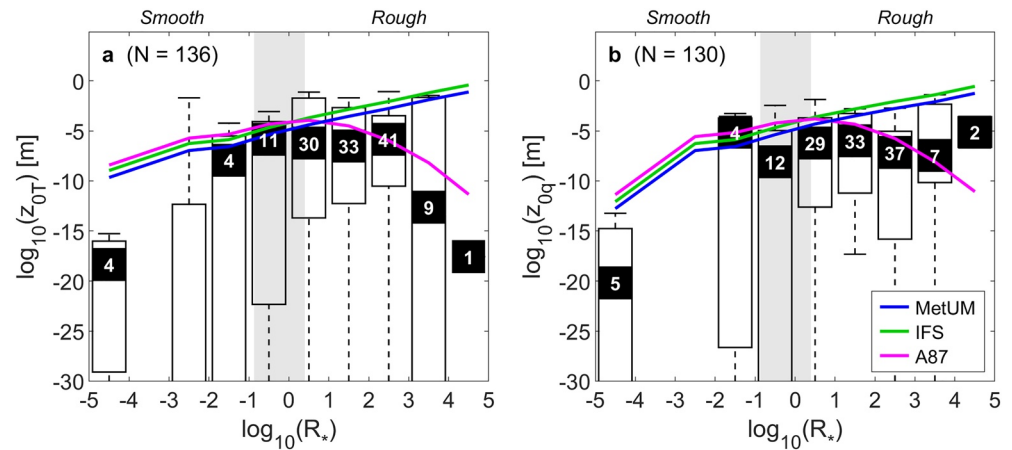 Smooth Rough
a (N = 136)
0
-5
-10
-15
-20
-25
-30
log10(z0T) [m]
4
4
11
30
33
41
9
1
-5 -4 -3 -2 -1 0 1 2 3 4 5
log10(R*)
Smooth Rough
b (N = 130)
0
-5
-10
-15
-20
-25
-30
log10(z0q) [m]
5
4
12
29
33
37
7
2
MetUM
IFS
A87
-5 -4 -3 -2 -1 0 1 2 3 4 5
log10(R*)